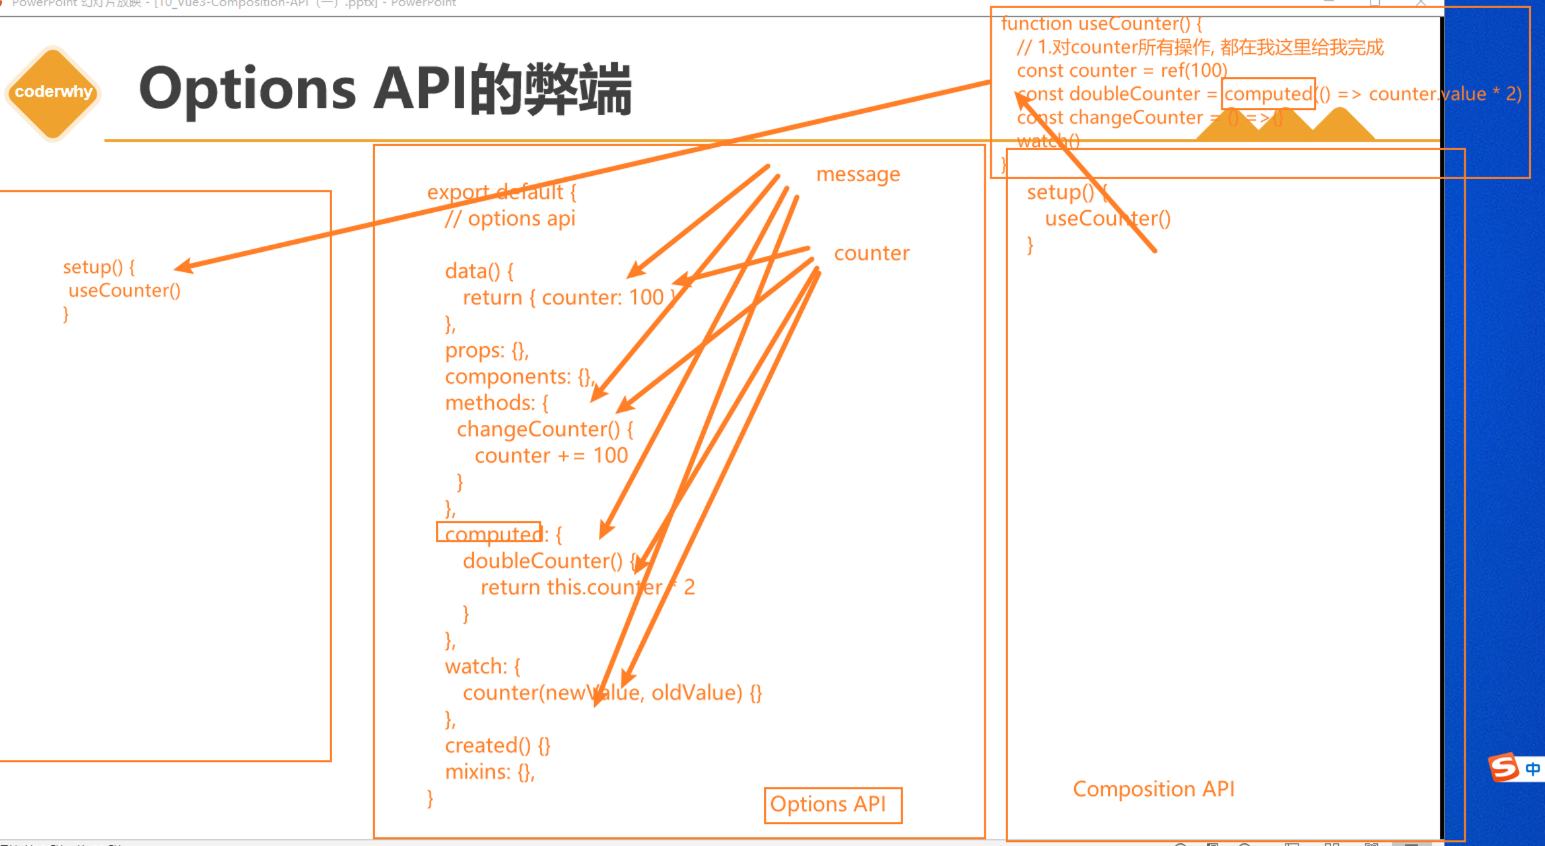 PowerPoint 幻灯片放映 - [10_Vue3-Composition-API（一）.pptx] - PowerPoint
coderwhy
Options API的弊端
function useCounter() {
// 1.对counter所有操作, 都在我这里给我完成
const counter = ref(100)
const doubleCounter = computed(() => counter.value * 2)
const changeCounter = () => {}
watch()
}
setup() {
useCounter()
}
export default {
// options api
data() {
return { counter: 100 }
},
props: {},
components: {},
methods: {
changeCounter() {
counter += 100
}
},
computed: {
doubleCounter() {
return this.counter * 2
}
},
watch: {
counter(newValue, oldValue) {}
},
created() {}
mixins: {},
}
message
counter
Options API
setup() {
useCounter()
}
Composition API
中